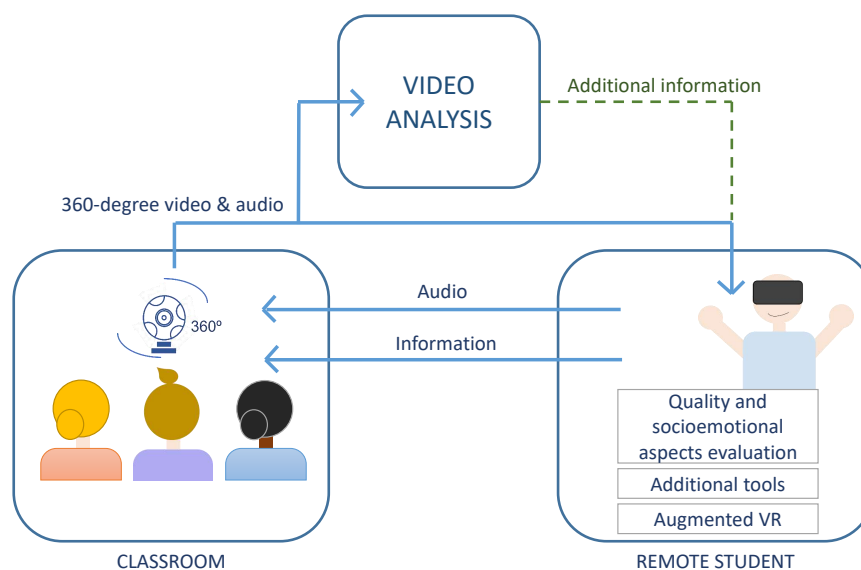 VIDEO
ANALYSIS
Additional information
360-degree video & audio
360º
Audio
Information
Quality and
socioemotional
aspects evaluation
Additional tools
Augmented VR
CLASSROOM
REMOTE STUDENT